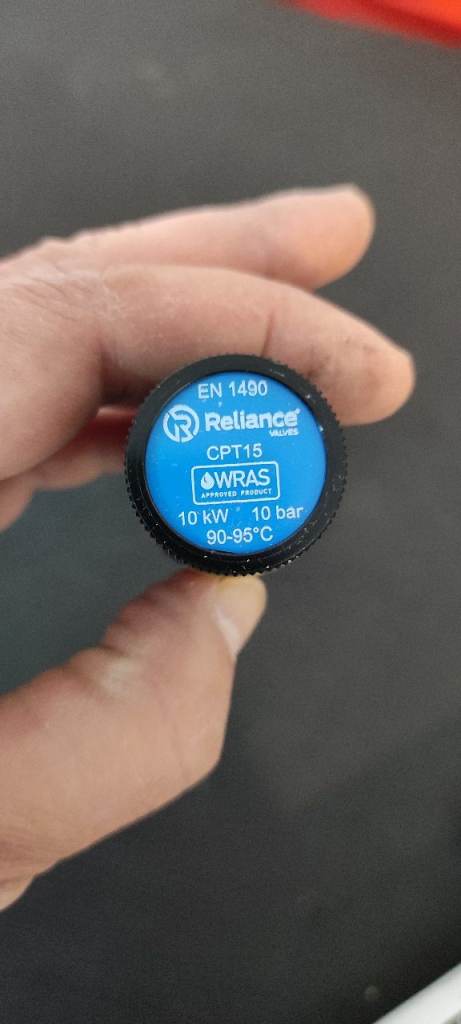 EN 1490
Reliance
VALVES
CPT15
WRAS
APPROVED PRODUCT
10 kW 10 bar
90-95°C